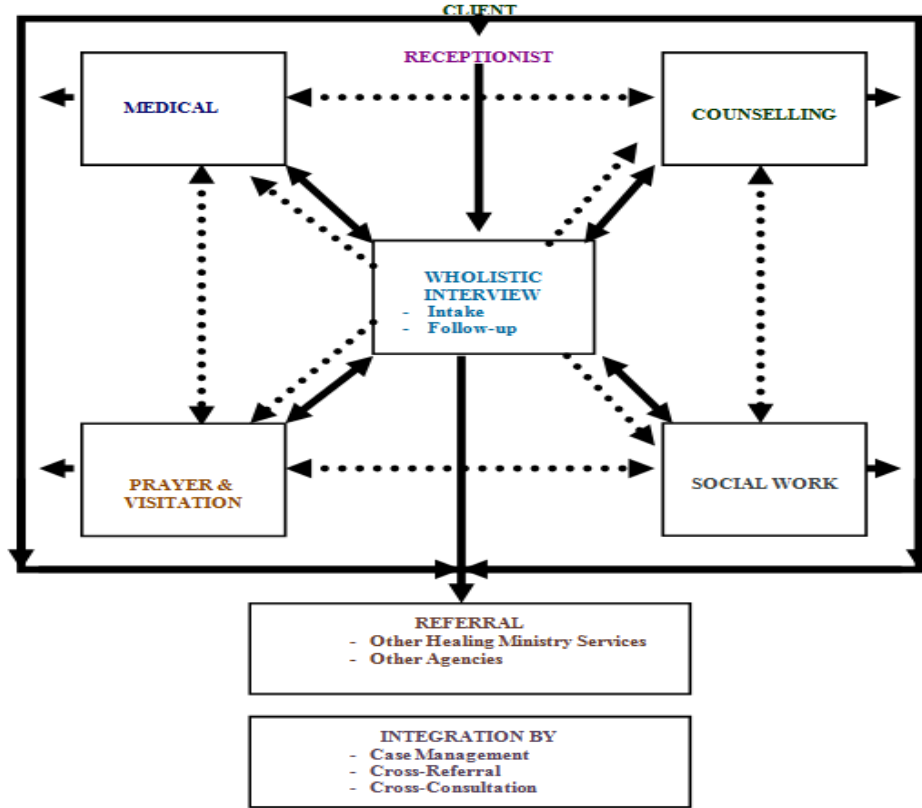 CLIENT
RECEPTIONIST
MEDICAL
COUNSELLING
WHOLISTIC
INTERVIEW
- Intake
- Follow-up
PRAYER &
VISITATION
SOCIAL WORK
REFERRAL
- Other Healing Ministry Services
- Other Agencies
INTEGRATION BY
- Case Management
- Cross-Referral
- Cross-Consultation